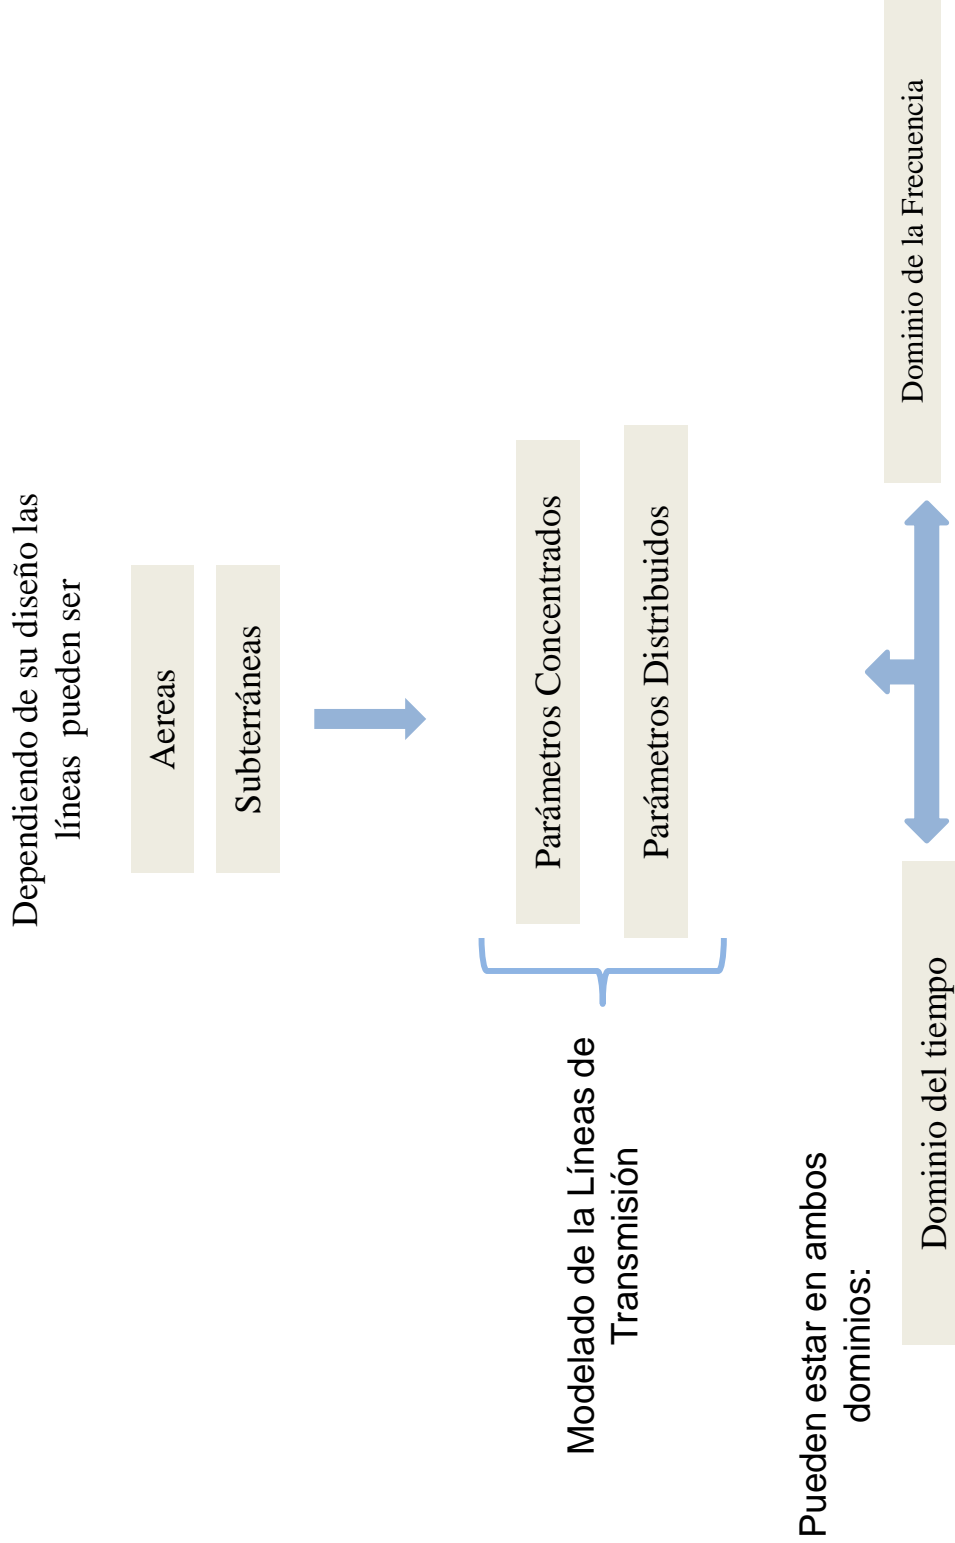 Dependiendo de su diseño las
líneas pueden ser
Aereas
Subterráneas
Modelado de la Líneas de
Transmisión
Parámetros Concentrados
Parámetros Distribuidos
Pueden estar en ambos
dominios:
Dominio del tiempo
Dominio de la Frecuencia